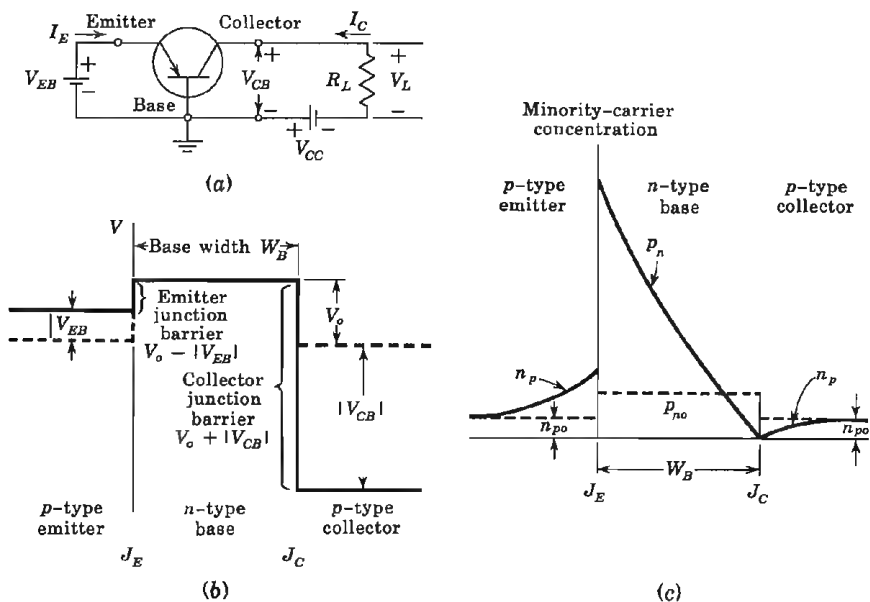 I_E Emitter Collector I_C
+ + + +
V_EB V_CB R_L V_L
− Base − −
+ −
V_CC
(a)
V
Base width W_B
Emitter
junction
barrier
V_o − |V_EB|
V_EB
V_o
Collector
junction
barrier
V_o + |V_CB|
|V_CB|
p-type
emitter
n-type
base
p-type
collector
J_E J_C
(b)
Minority-carrier
concentration
p-type
emitter
n-type
base
p-type
collector
p_n
n_p
n_p
p_no
n_po
n_po
W_B
J_E J_C
(c)